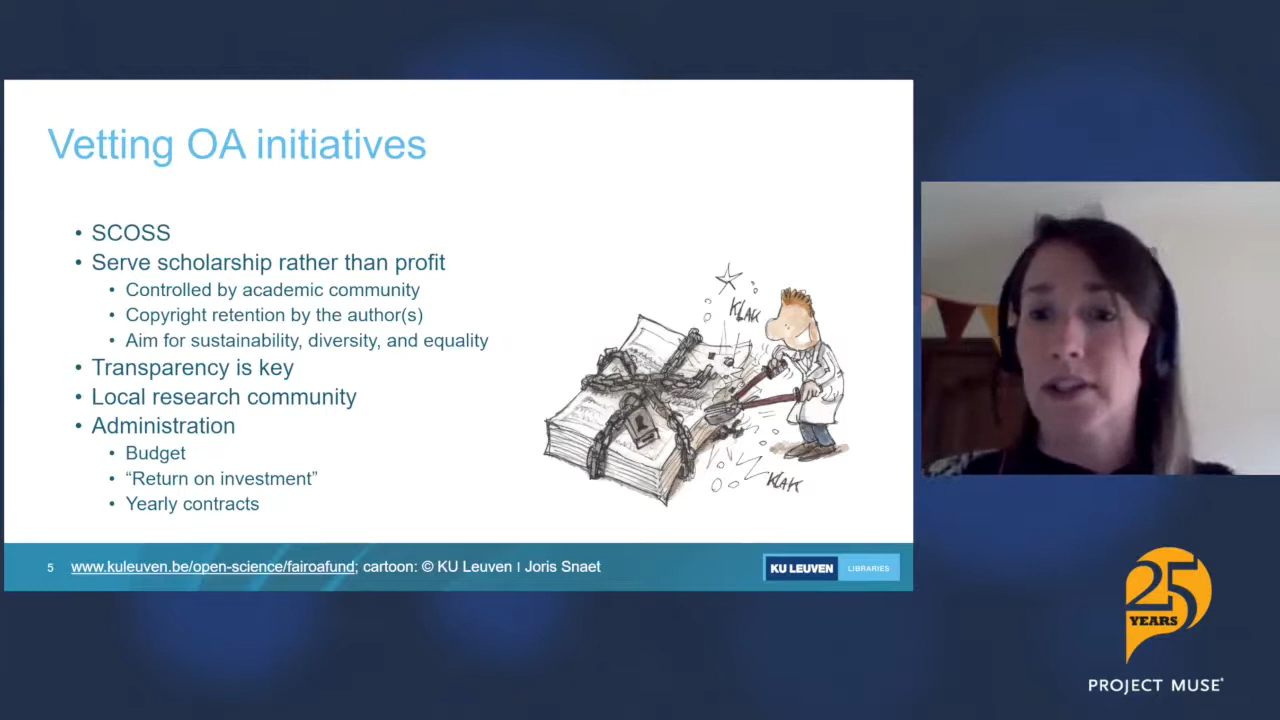 Vetting OA initiatives
• SCOSS
• Serve scholarship rather than profit
• Controlled by academic community
• Copyright retention by the author(s)
• Aim for sustainability, diversity, and equality
• Transparency is key
• Local research community
• Administration
• Budget
• “Return on investment”
• Yearly contracts
KLAK
KLAK
5 www.kuleuven.be/open-science/fairoafund; cartoon: © KU Leuven | Joris Snaet
KU LEUVEN LIBRARIES
25
YEARS
PROJECT MUSE®